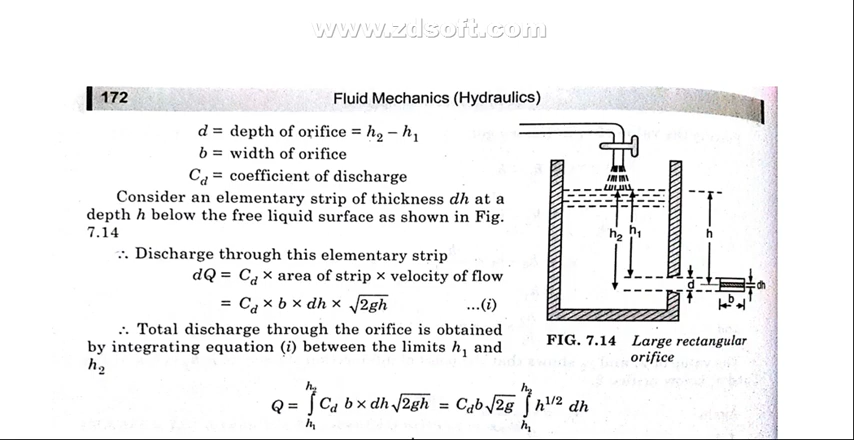 www.zdsoft.com
172
Fluid Mechanics (Hydraulics)
d = depth of orifice = h₂ – h₁
b = width of orifice
C_d = coefficient of discharge
Consider an elementary strip of thickness dh at a
depth h below the free liquid surface as shown in Fig.
7.14
∴ Discharge through this elementary strip
dQ = C_d × area of strip × velocity of flow
= C_d × b × dh × √2gh ...(i)
∴ Total discharge through the orifice is obtained
by integrating equation (i) between the limits h₁ and
h₂
h₂ h₁ h
d dh
b
FIG. 7.14 Large rectangular
orifice
Q = ∫_{h₁}^{h₂} C_d b × dh √2gh = C_d b √2g ∫_{h₁}^{h₂} h^{1/2} dh